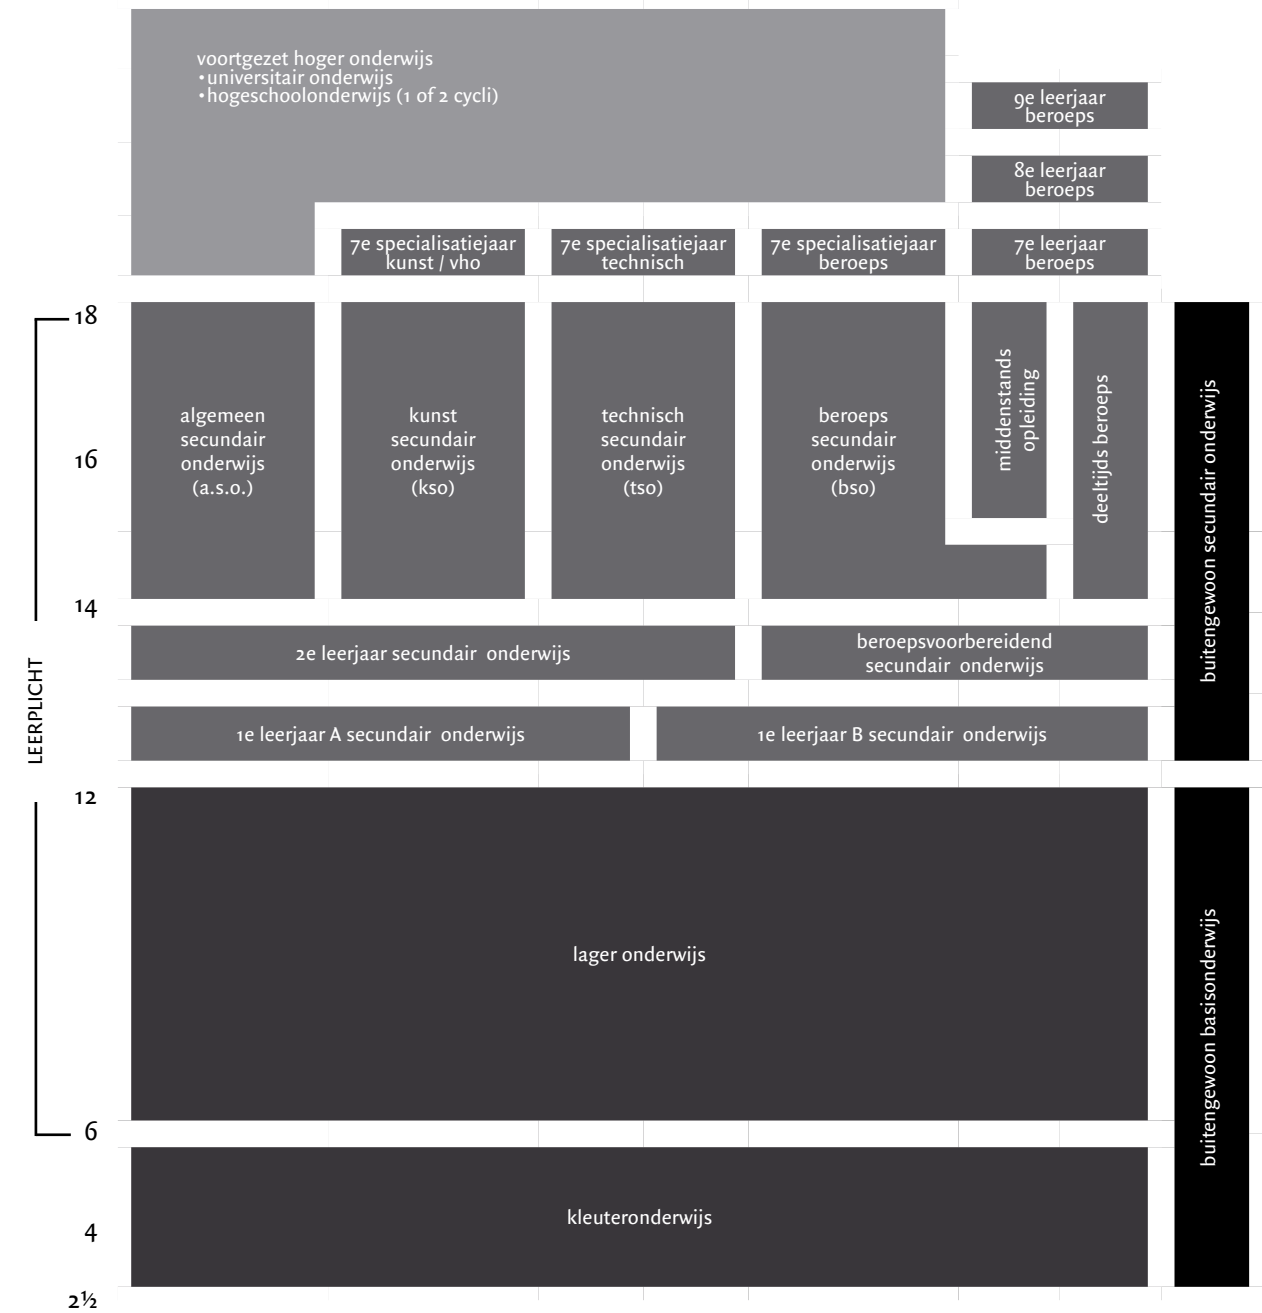 voortgezet hoger onderwijs
•universitair onderwijs
•hogeschoolonderwijs (1 of 2 cycli)
9e leerjaar
beroeps
8e leerjaar
beroeps
7e specialisatiejaar
kunst / vho
7e specialisatiejaar
technisch
7e specialisatiejaar
beroeps
7e leerjaar
beroeps
18
16
14
12
6
4
2½
LEERPLICHT
algemeen
secundair
onderwijs
(a.s.o.)
kunst
secundair
onderwijs
(kso)
technisch
secundair
onderwijs
(tso)
beroeps
secundair
onderwijs
(bso)
middenstands
opleiding
deeltijds beroeps
buitengewoon secundair onderwijs
2e leerjaar secundair onderwijs
beroepsvoorbereidend
secundair onderwijs
1e leerjaar A secundair onderwijs
1e leerjaar B secundair onderwijs
lager onderwijs
buitengewoon basisonderwijs
kleuteronderwijs